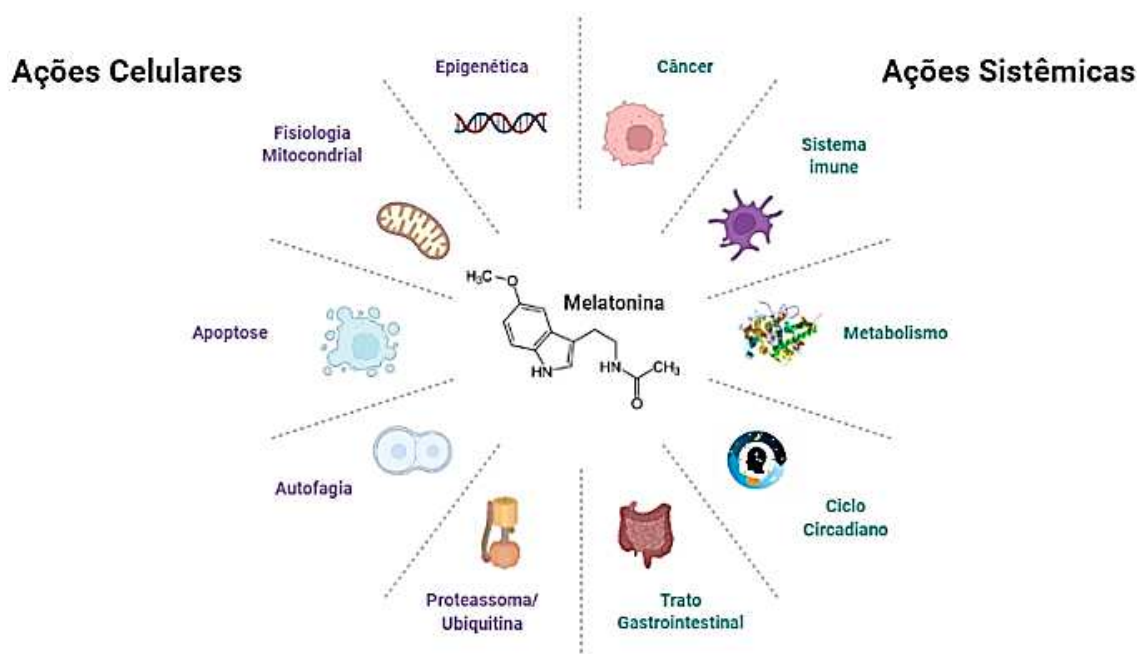 Ações Celulares
Ações Sistêmicas
Epigenética
Câncer
Fisiologia
Mitocondrial
Sistema
imune
H₃C
O
Melatonina
Apoptose
Metabolismo
HN
HN
CH₃
O
Autofagia
Ciclo
Circadiano
Proteassoma/
Ubiquitina
Trato
Gastrointestinal